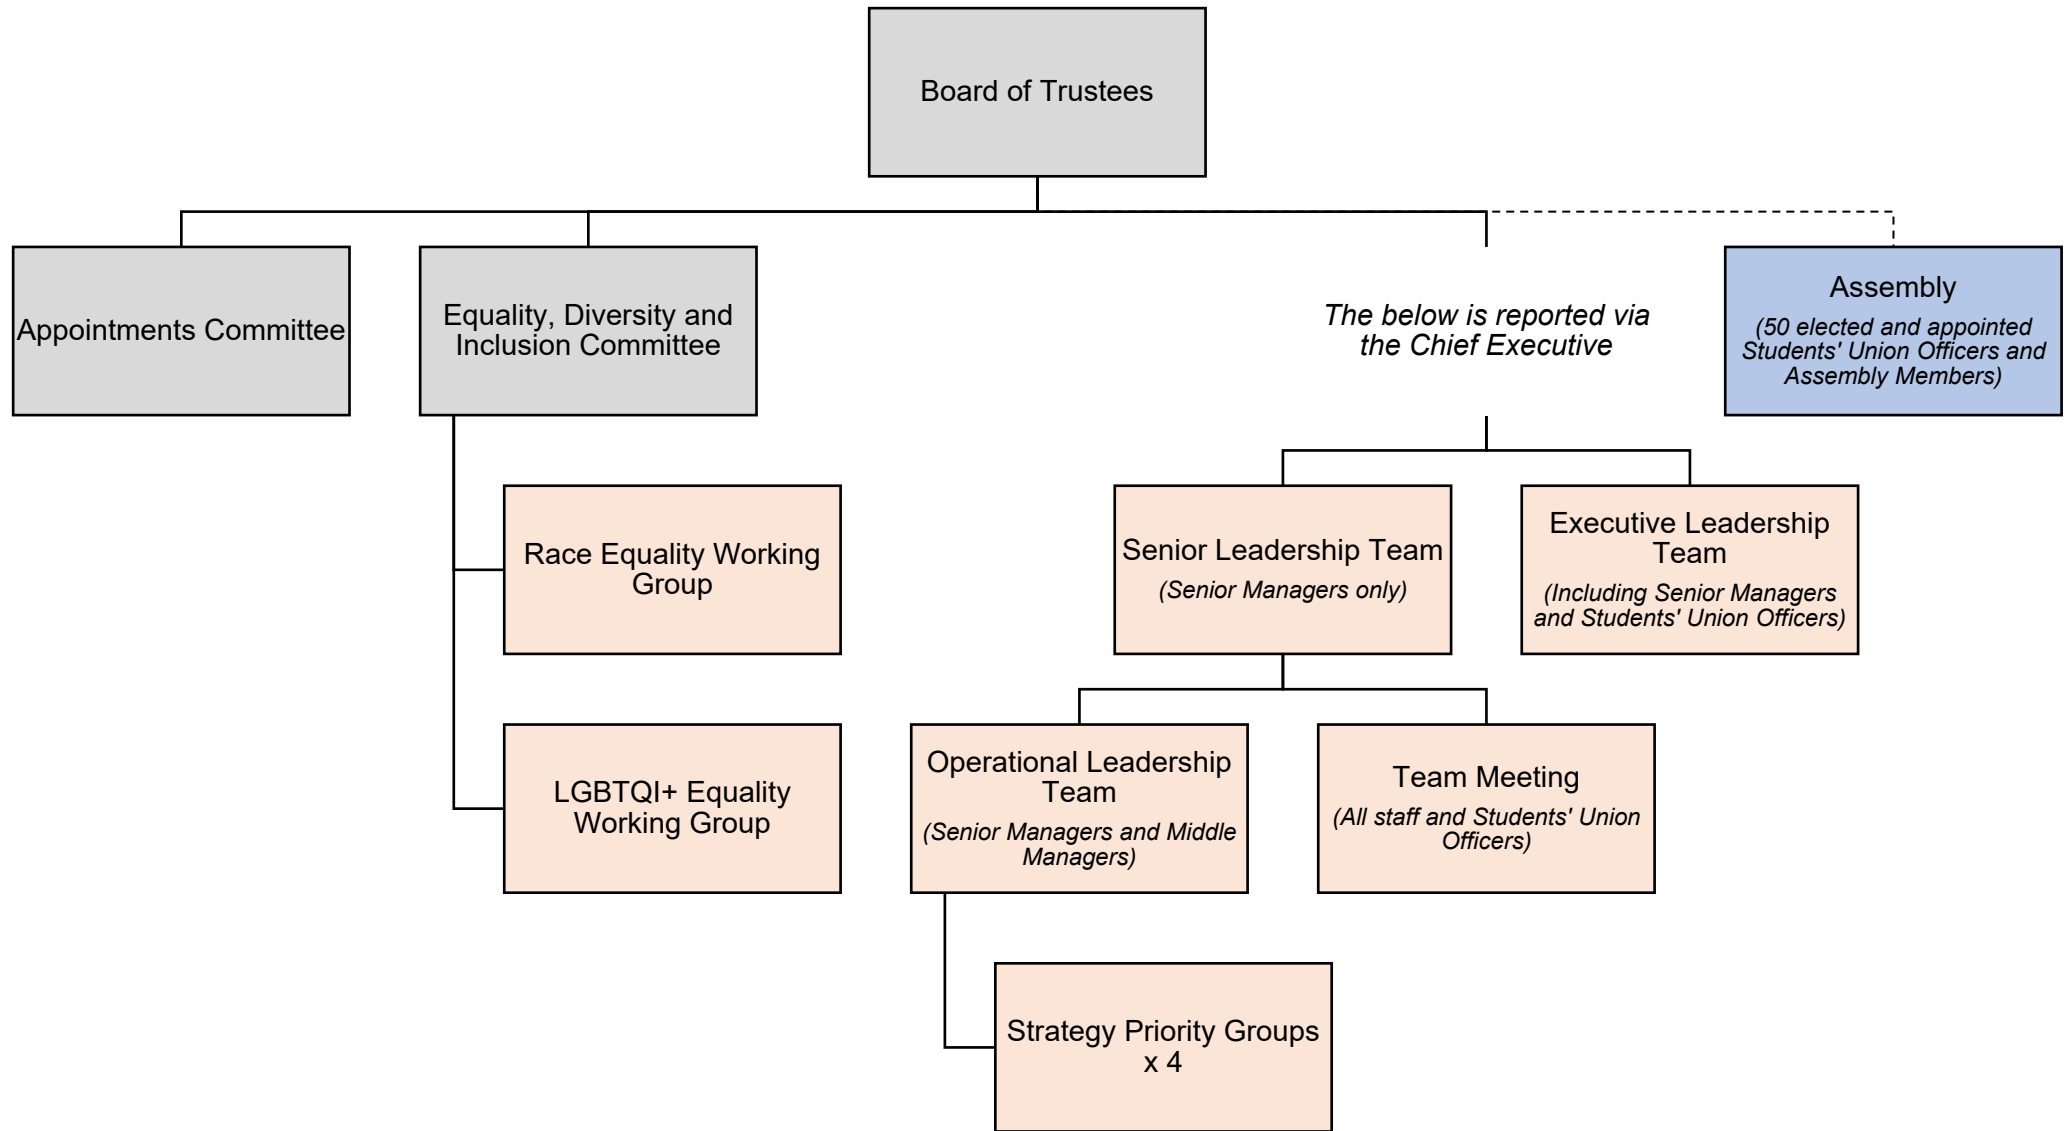 Board of Trustees
Appointments Committee
Equality, Diversity and
Inclusion Committee
The below is reported via
the Chief Executive
Assembly
(50 elected and appointed
Students' Union Officers and
Assembly Members)
Race Equality Working
Group
Senior Leadership Team
(Senior Managers only)
Executive Leadership
Team
(Including Senior Managers
and Students' Union Officers)
LGBTQI+ Equality
Working Group
Operational Leadership
Team
(Senior Managers and Middle
Managers)
Team Meeting
(All staff and Students' Union
Officers)
Strategy Priority Groups
x 4